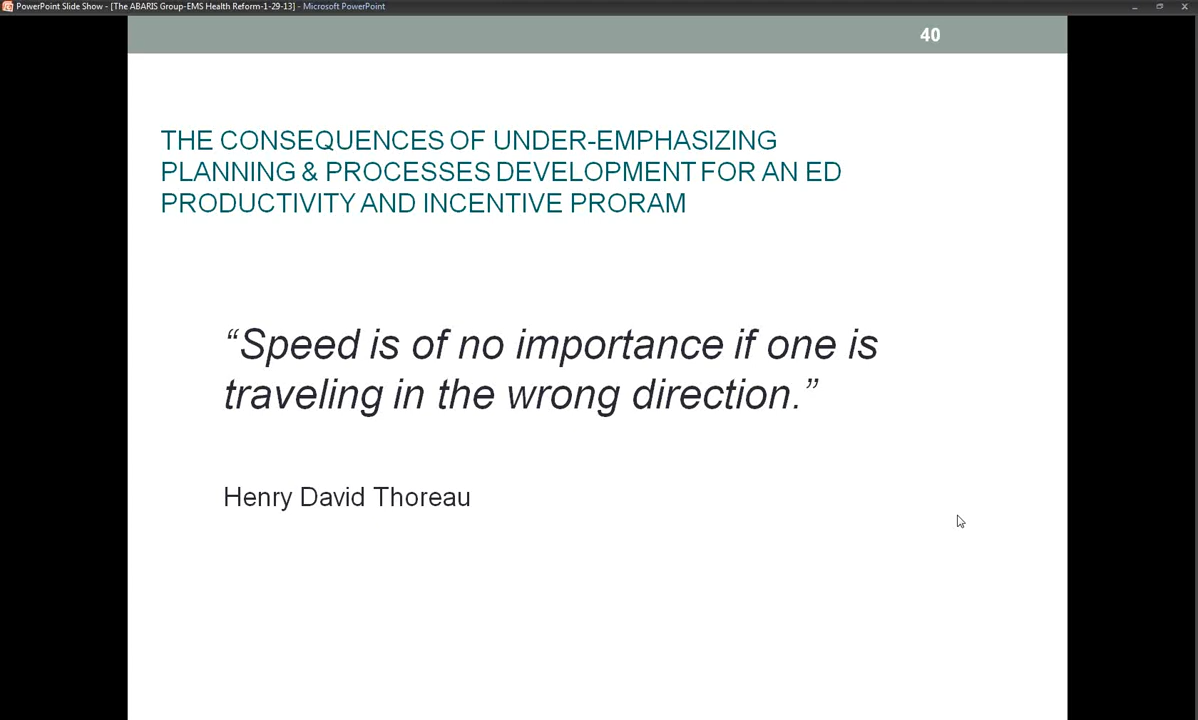 PowerPoint Slide Show - [The ABARIS Group-EMS Health Reform-1-29-13] - Microsoft PowerPoint
40
THE CONSEQUENCES OF UNDER-EMPHASIZING
PLANNING & PROCESSES DEVELOPMENT FOR AN ED
PRODUCTIVITY AND INCENTIVE PRORAM
“Speed is of no importance if one is
traveling in the wrong direction.”
Henry David Thoreau